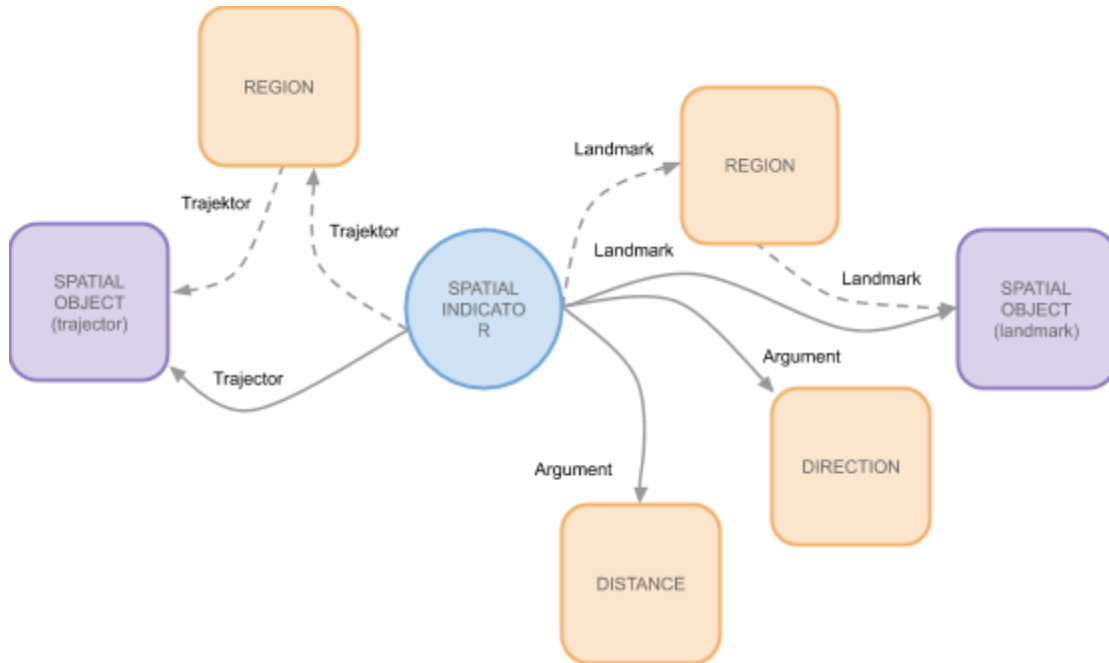 REGION
Landmark
REGION
Trajektor
Trajektor
Landmark
Landmark
SPATIAL
OBJECT
(trajector)
SPATIAL
INDICATO
R
SPATIAL
OBJECT
(landmark)
Trajector
Argument
DIRECTION
Argument
DISTANCE